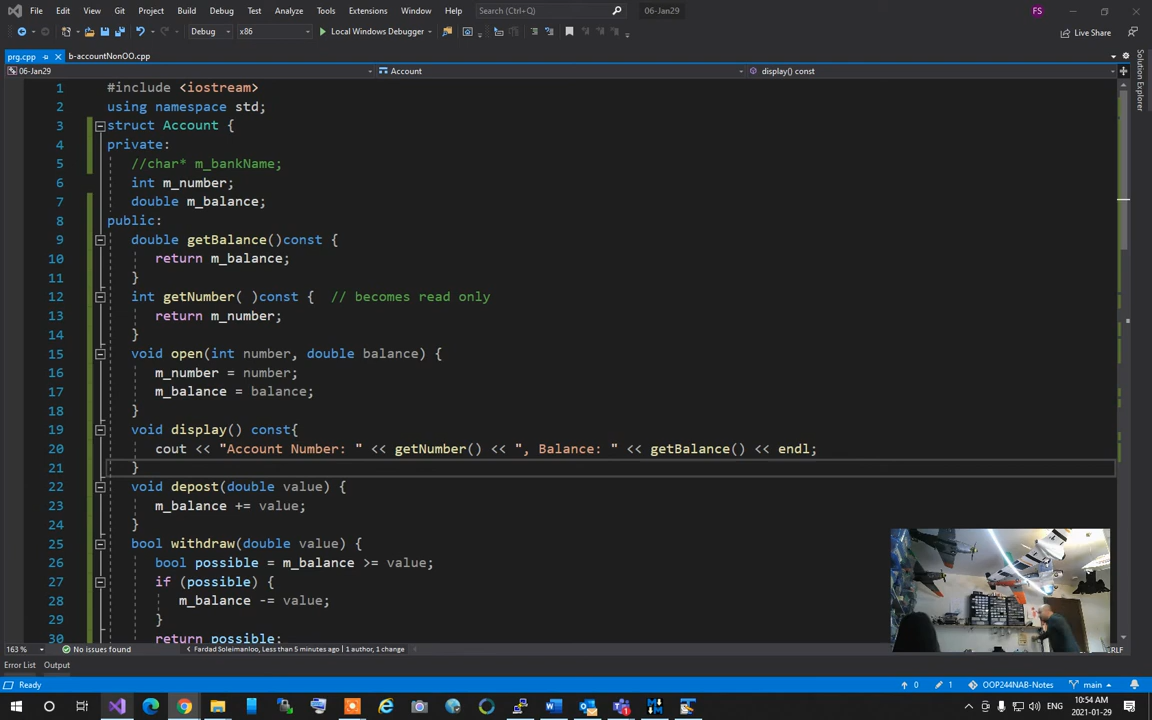 File Edit View Git Project Build Debug Test Analyze Tools Extensions Window Help Search (Ctrl+Q) 06-Jan29 FS
Debug x86 Local Windows Debugger Live Share
prg.cpp b-accountNonOO.cpp
06-Jan29 Account display() const
Solution Explorer
1 #include <iostream>
2 using namespace std;
3 struct Account {
4 private:
5 //char* m_bankName;
6 int m_number;
7 double m_balance;
8 public:
9 double getBalance()const {
10 return m_balance;
11 }
12 int getNumber( )const { // becomes read only
13 return m_number;
14 }
15 void open(int number, double balance) {
16 m_number = number;
17 m_balance = balance;
18 }
19 void display() const{
20 cout << "Account Number: " << getNumber() << ", Balance: " << getBalance() << endl;
21 }
22 void depost(double value) {
23 m_balance += value;
24 }
25 bool withdraw(double value) {
26 bool possible = m_balance >= value;
27 if (possible) {
28 m_balance -= value;
29 }
30 return possible;
163 % No issues found Fardad Soleimanloo, Less than 5 minutes ago | 1 author, 1 change CRLF
Error List Output
Ready 0 1 OOP244NAB-Notes main
ENG 10:54 AM 2021-01-29